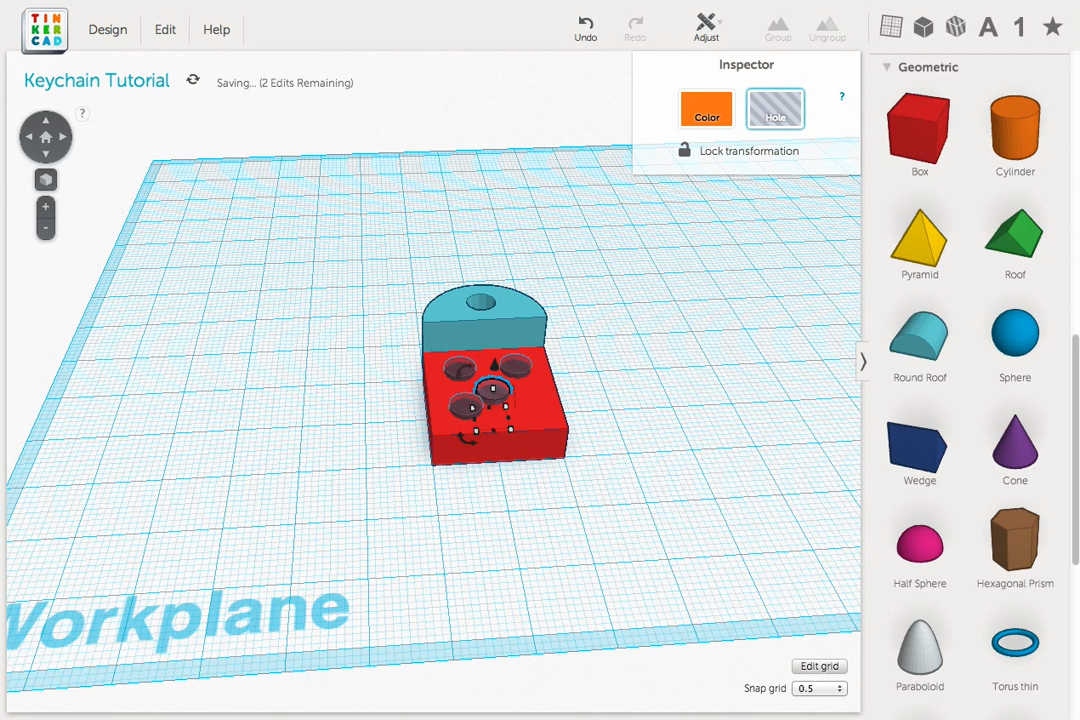 TIN
KER
CAD
Design
Edit
Help
Undo
Redo
Adjust
Group
Ungroup
A
1
Keychain Tutorial
Saving... (2 Edits Remaining)
?
Inspector
Color
Hole
?
Lock transformation
+
-
Geometric
Box
Cylinder
Pyramid
Roof
Round Roof
Sphere
Wedge
Cone
Half Sphere
Hexagonal Prism
Paraboloid
Torus thin
Workplane
Edit grid
Snap grid
0.5